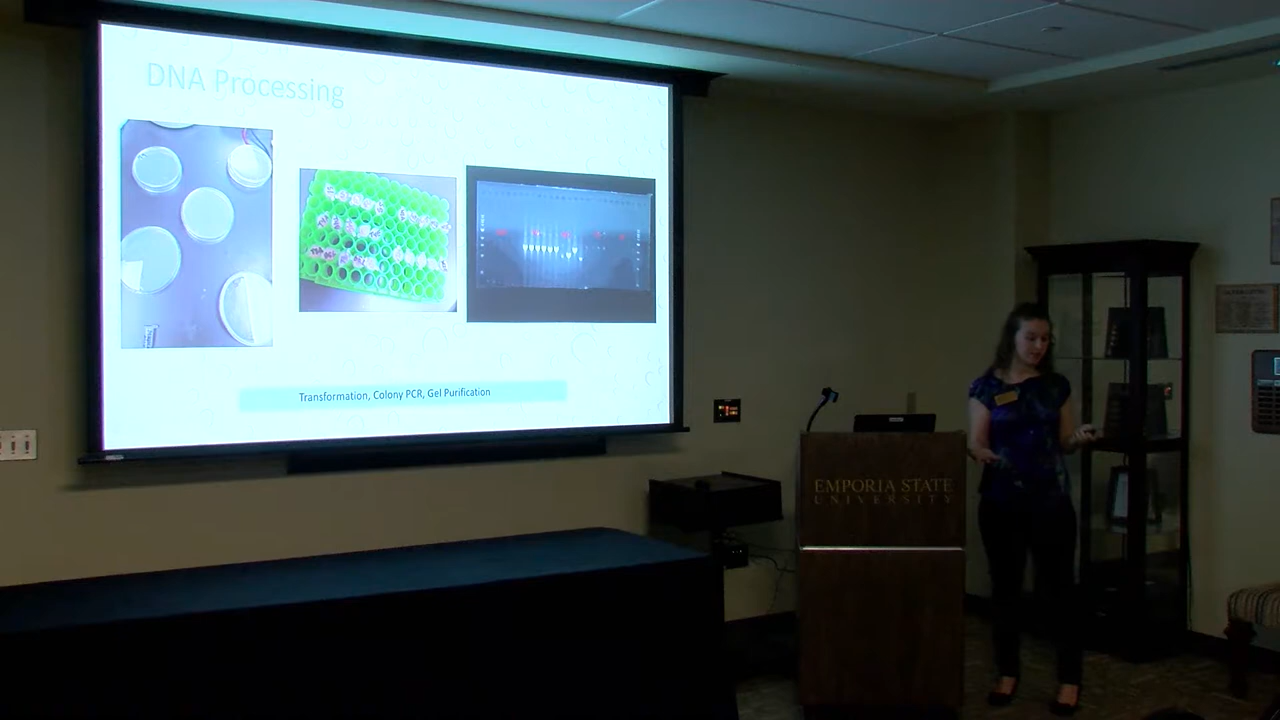 DNA Processing
Transformation, Colony PCR, Gel Purification
EMPORIA STATE
UNIVERSITY